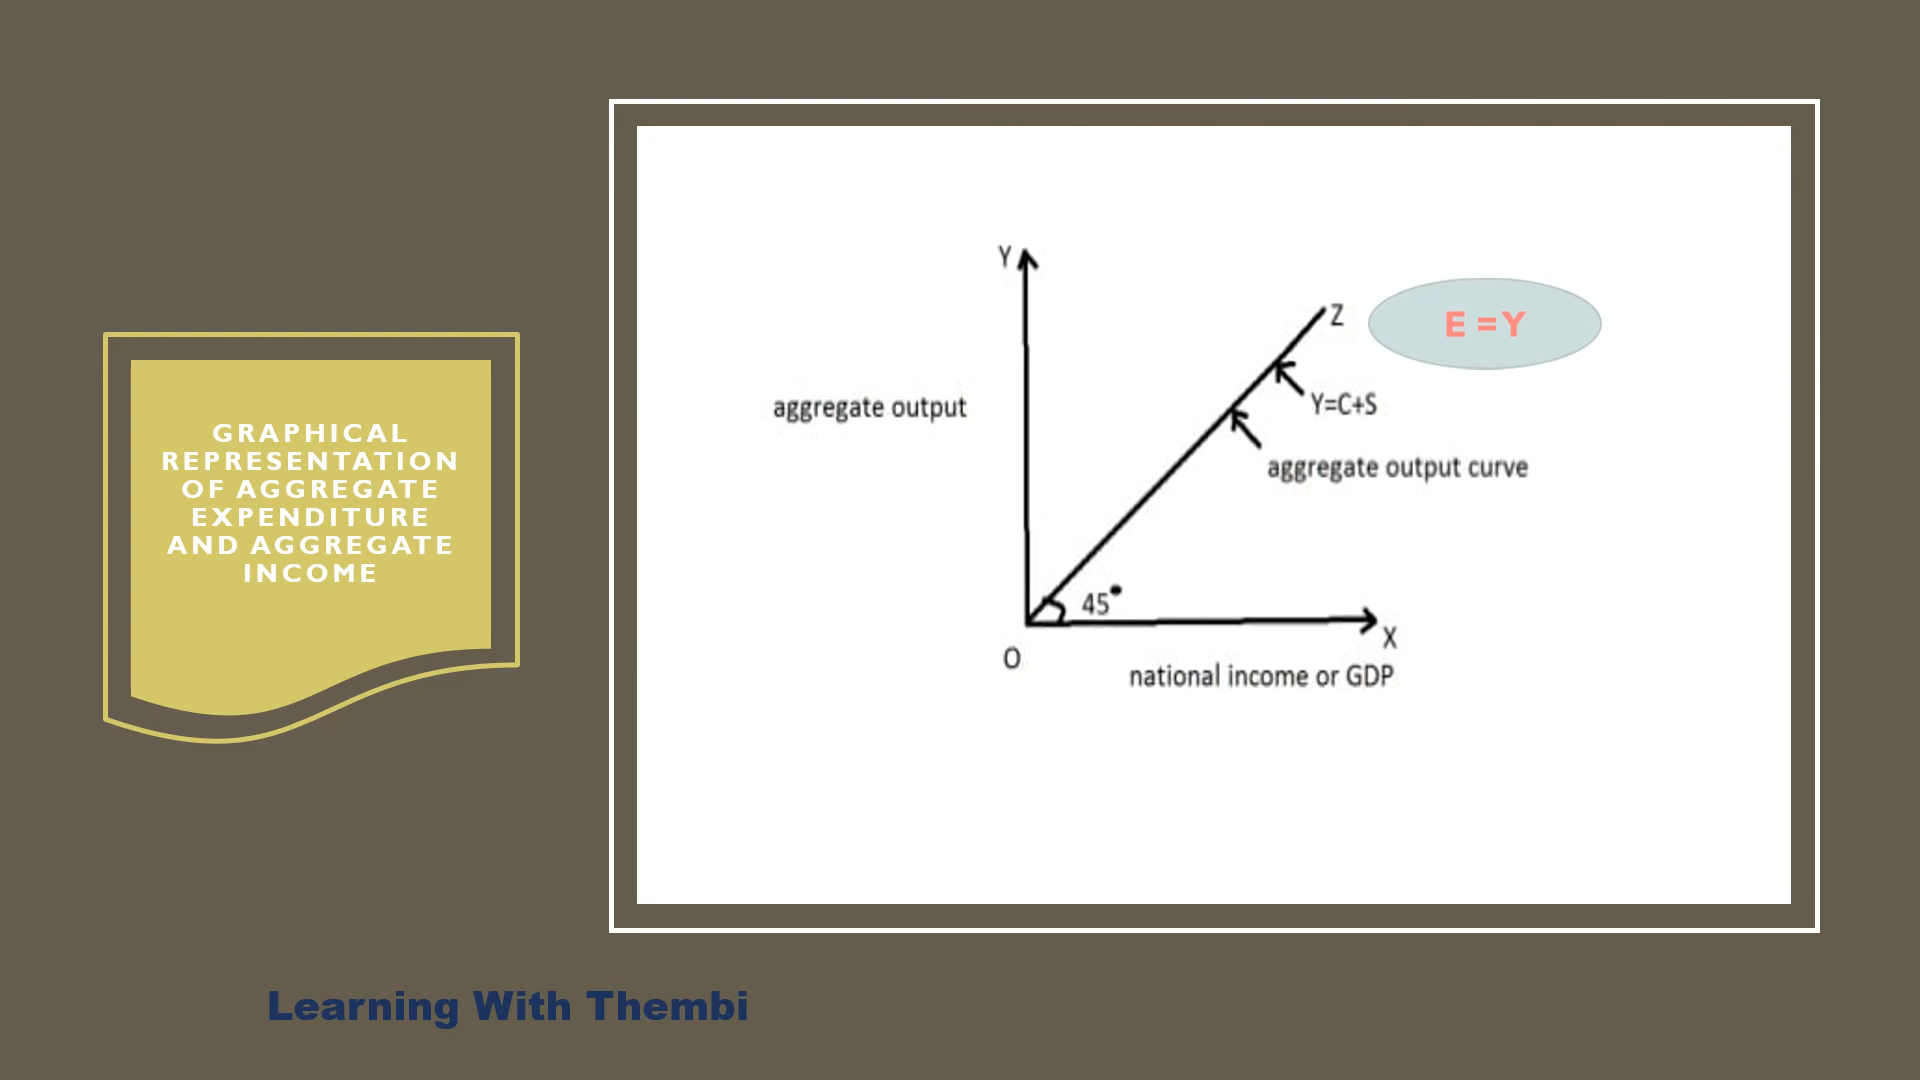 GRAPHICAL
REPRESENTATION
OF AGGREGATE
EXPENDITURE
AND AGGREGATE
INCOME
Y
Z
E =Y
Y=C+S
aggregate output
aggregate output curve
45°
X
O
national income or GDP
Learning With Thembi